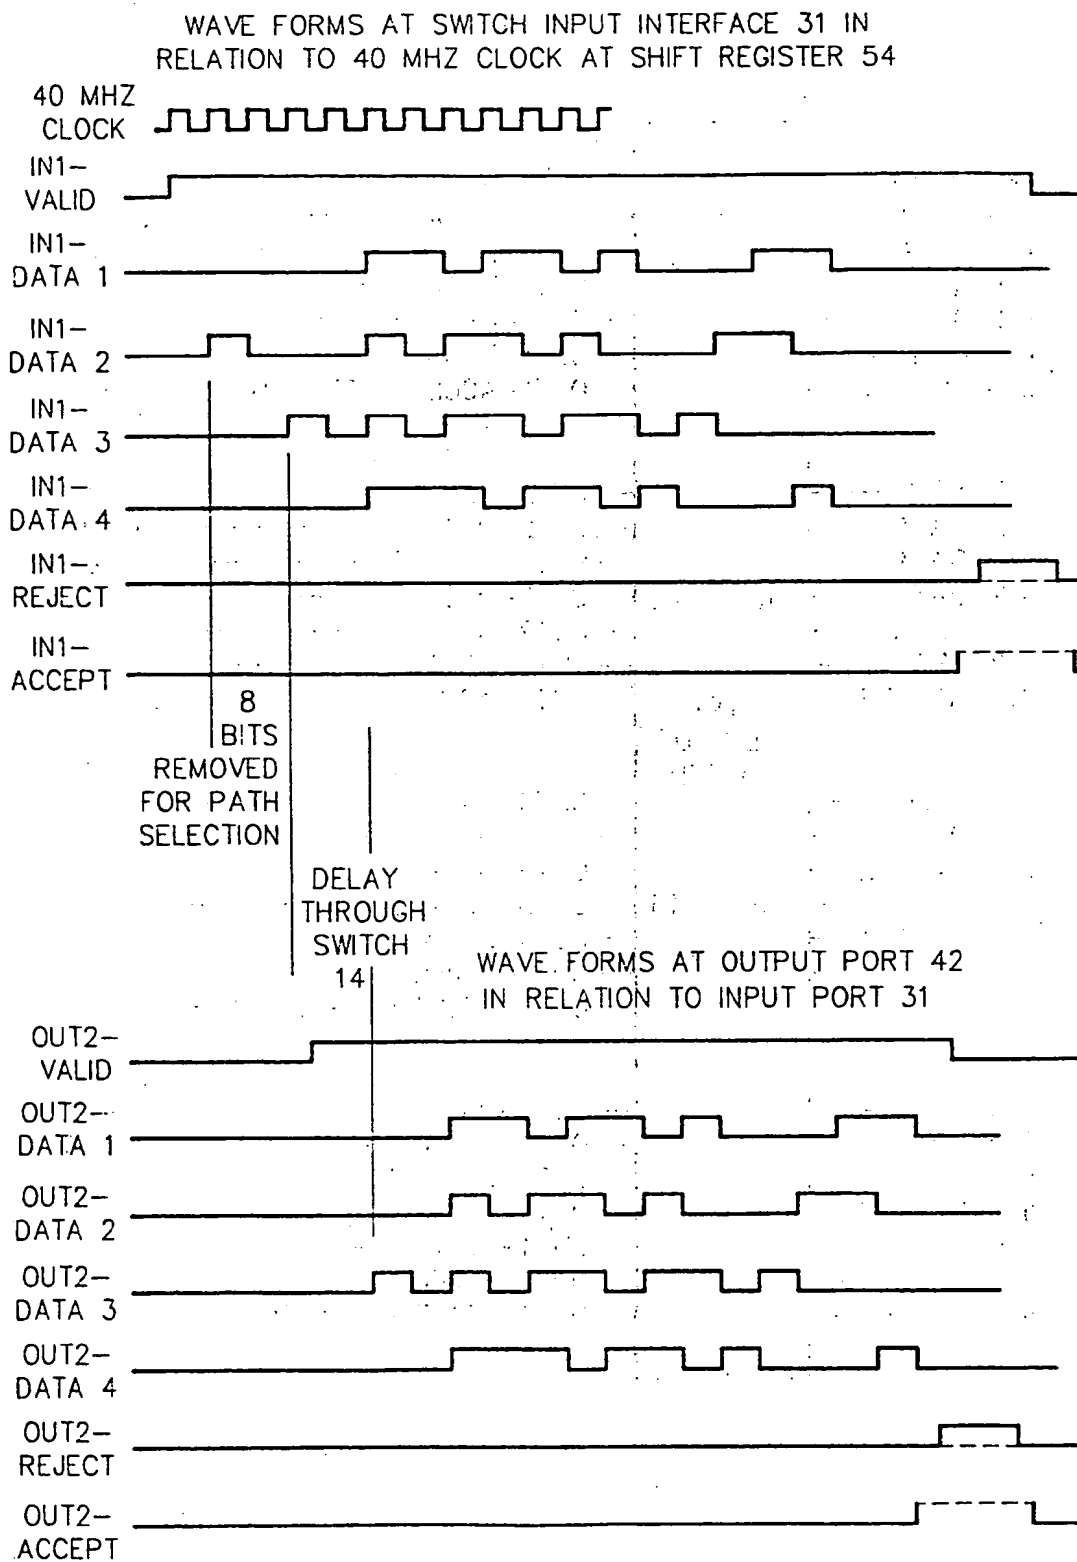 WAVE FORMS AT SWITCH INPUT INTERFACE 31 IN
RELATION TO 40 MHZ CLOCK AT SHIFT REGISTER 54
40 MHZ
CLOCK
IN1-
VALID
IN1-
DATA 1
IN1-
DATA 2
IN1-
DATA 3
IN1-
DATA 4
IN1-
REJECT
IN1-
ACCEPT
8
BITS
REMOVED
FOR PATH
SELECTION
DELAY
THROUGH
SWITCH
14
WAVE FORMS AT OUTPUT PORT 42
IN RELATION TO INPUT PORT 31
OUT2-
VALID
OUT2-
DATA 1
OUT2-
DATA 2
OUT2-
DATA 3
OUT2-
DATA 4
OUT2-
REJECT
OUT2-
ACCEPT